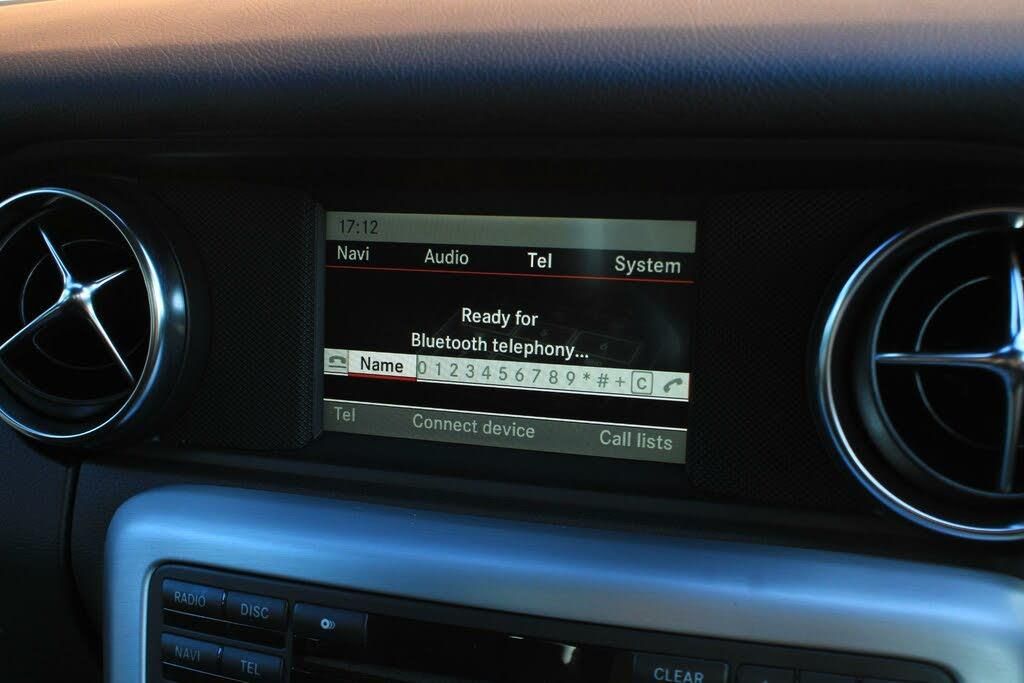 17:12
Navi Audio Tel System
Ready for
Bluetooth telephony...
Name 0 1 2 3 4 5 6 7 8 9 * # + C
Tel Connect device Call lists
RADIO DISC
NAVI TEL CLEAR